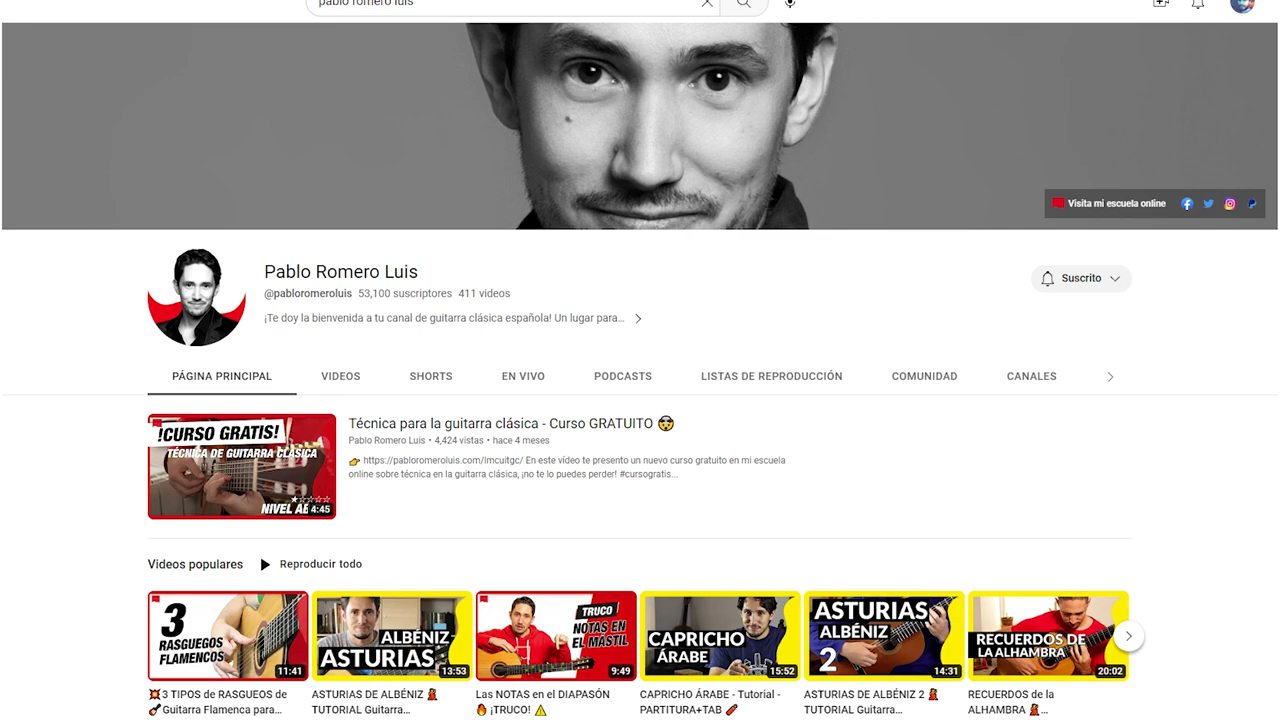 pablo romero luis
Visita mi escuela online
Pablo Romero Luis
@pabloromeroluis 53,100 suscriptores 411 videos
Suscrito
¡Te doy la bienvenida a tu canal de guitarra clásica española! Un lugar para...
PÁGINA PRINCIPAL VIDEOS SHORTS EN VIVO PODCASTS LISTAS DE REPRODUCCIÓN COMUNIDAD CANALES
!CURSO GRATIS!
TÉCNICA DE GUITARRA CLÁSICA
NIVEL AB
4:45
Técnica para la guitarra clásica - Curso GRATUITO 🤯
Pablo Romero Luis • 4,424 vistas • hace 4 meses
👉 https://pabloromeroluis.com/lmcuitgc/ En este vídeo te presento un nuevo curso gratuito en mi escuela
online sobre técnica en la guitarra clásica, ¡no te lo puedes perder! #cursogratis...
Videos populares Reproducir todo
3
RASGUEOS
FLAMENCOS
11:41
ALBÉNIZ
ASTURIAS
13:53
TRUCO
NOTAS EN
EL MÁSTIL
9:49
CAPRICHO
ÁRABE
15:52
ASTURIAS
ALBÉNIZ
2
14:31
RECUERDOS DE
LA ALHAMBRA
20:02
💥3 TIPOS de RASGUEOS de
🎸Guitarra Flamenca para...
ASTURIAS DE ALBÉNIZ 💃
TUTORIAL Guitarra...
Las NOTAS en el DIAPASÓN
🔥 ¡TRUCO! ⚠️
CAPRICHO ÁRABE - Tutorial -
PARTITURA+TAB 🧨
ASTURIAS DE ALBÉNIZ 2 💃
TUTORIAL Guitarra...
RECUERDOS de la
ALHAMBRA 💃...